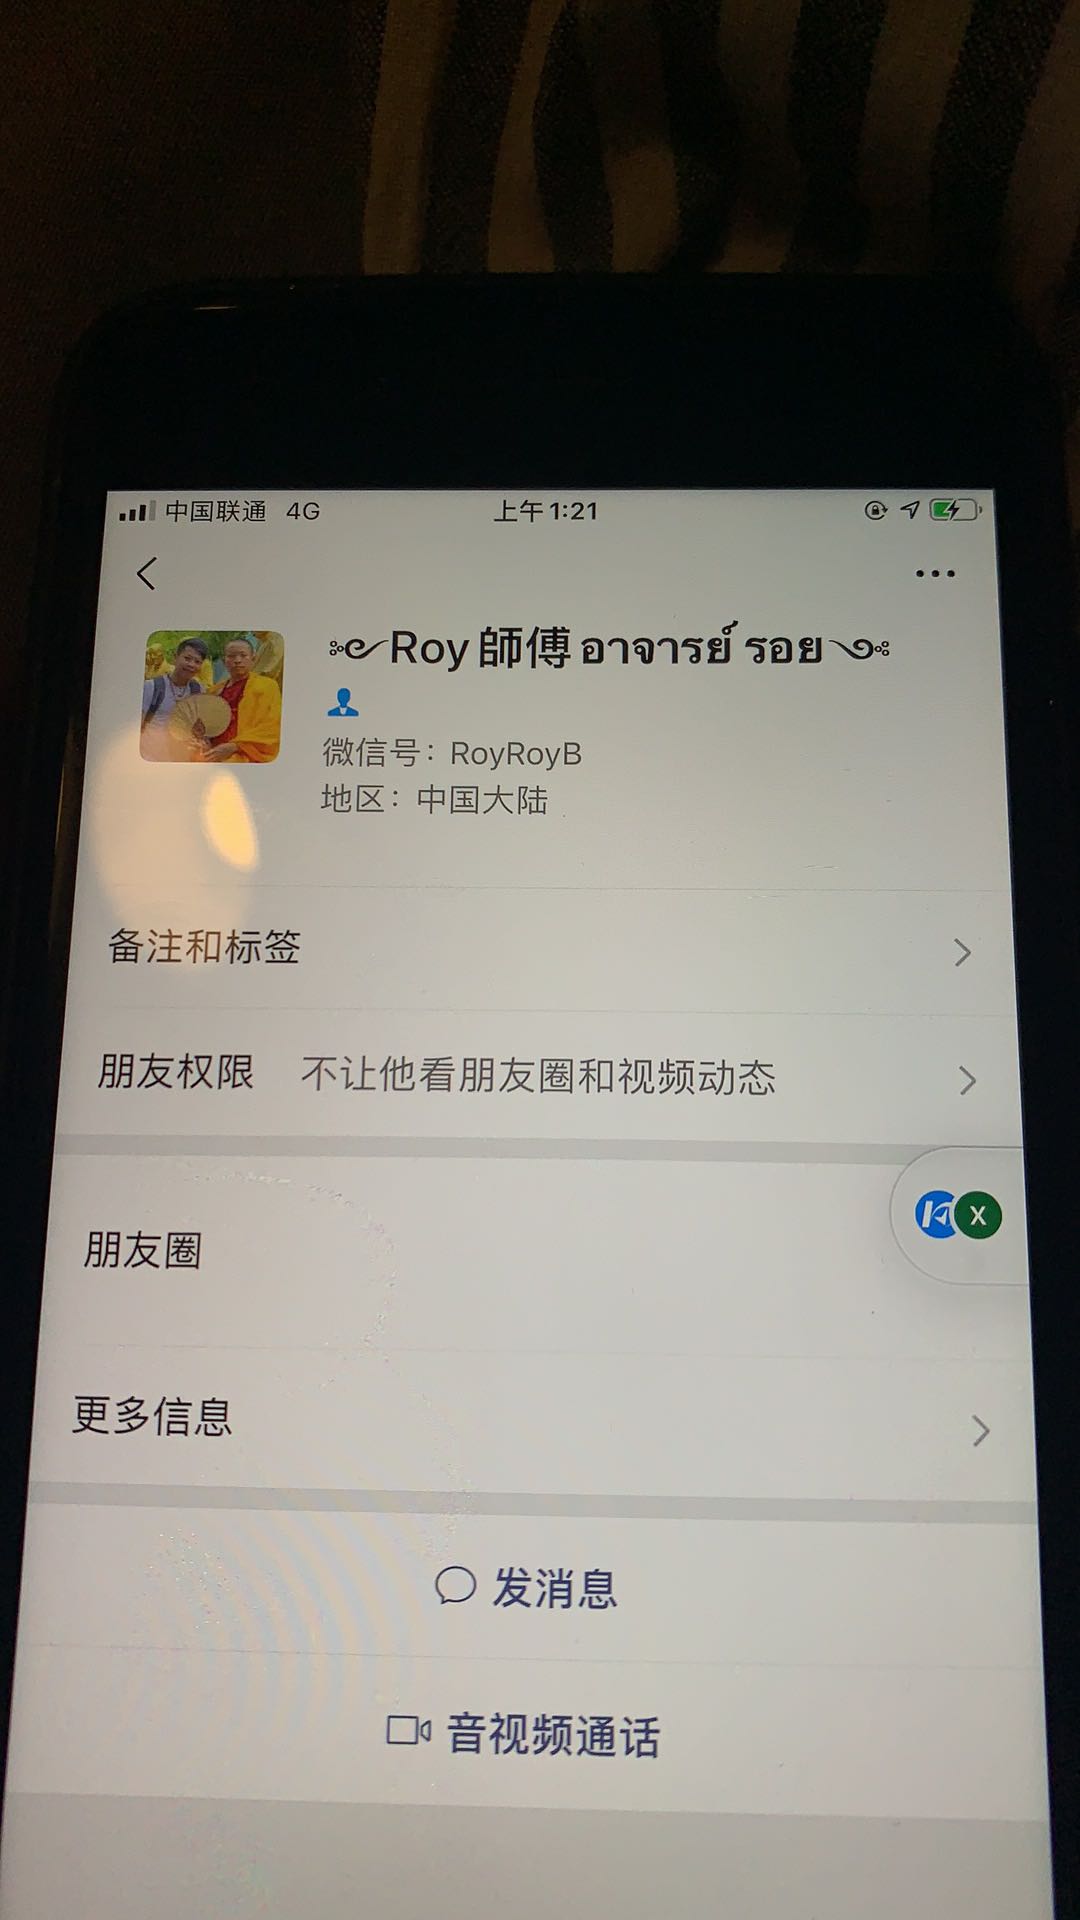 中国联通 4G 上午1:21
Roy師傅 อาจารย์ รอย
微信号：RoyRoyB
地区：中国大陆
备注和标签
朋友权限 不让他看朋友圈和视频动态
X
朋友圈
更多信息
发消息
音视频通话